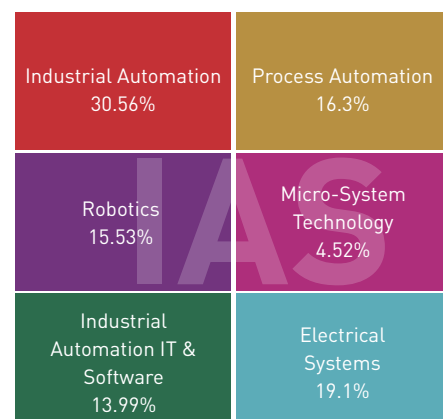 Industrial Automation
30.56%
Process Automation
16.3%
Robotics
15.53%
Micro-System
Technology
4.52%
IAS
Industrial
Automation IT &
Software
13.99%
Electrical
Systems
19.1%